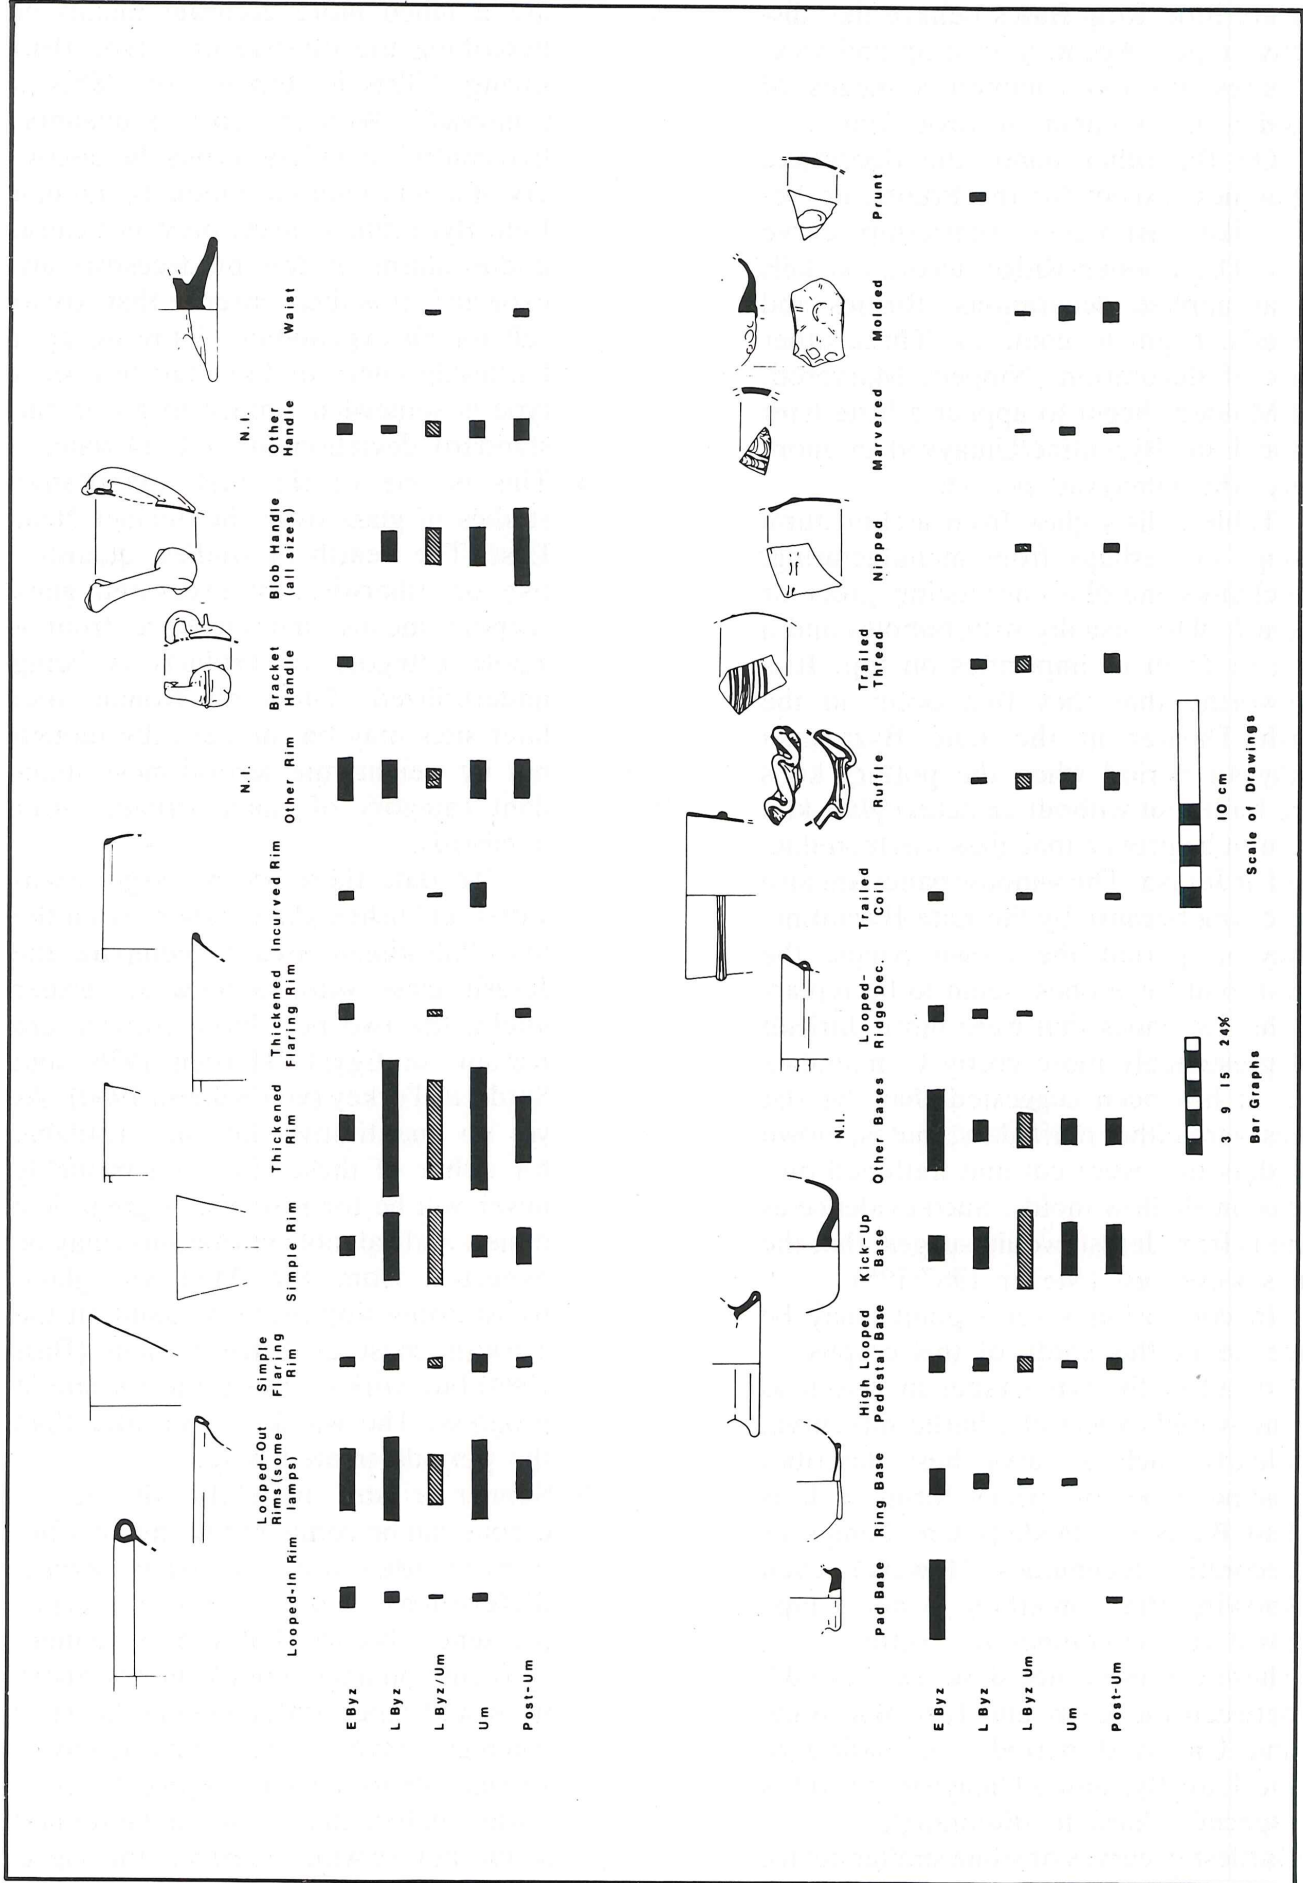 Looped-In Rim
Looped-Out
Rims (some
lamps)
Simple
Flaring
Rim
Simple Rim
Thickened
Rim
Thickened
Flaring Rim
Incurved Rim
N.I.
Other Rim
Bracket
Handle
Blob Handle
(all sizes)
N.I.
Other
Handle
Waist
E Byz
L Byz
L Byz/Um
Um
Post-Um
Pad Base
Ring Base
High Looped
Pedestal Base
Kick-Up
Base
N.I.
Other Bases
Looped-
Ridge Dec.
Trailed
Coil
Ruffle
Trailed
Thread
Nipped
Marvered
Molded
Prunt
E Byz
L Byz
L Byz Um
Um
Post-Um
3 9 15 24%
Bar Graphs
10 cm
Scale of Drawings